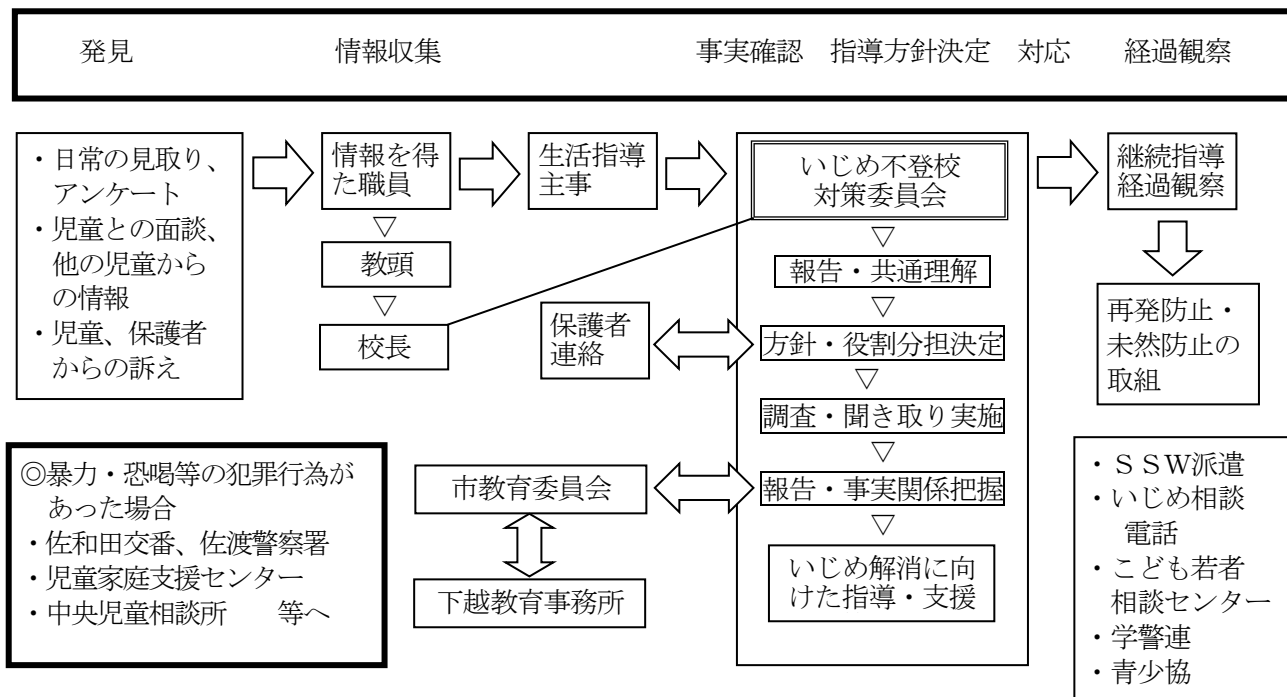 発見 情報収集 事実確認 指導方針決定 対応 経過観察
・日常の見取り、
アンケート
・児童との面談、
他の児童から
の情報
・児童、保護者
からの訴え
情報を得
た職員
▽
教頭
▽
校長
生活指導
主事
いじめ不登校
対策委員会
▽
報告・共通理解
▽
方針・役割分担決定
▽
調査・聞き取り実施
▽
報告・事実関係把握
▽
いじめ解消に向
けた指導・支援
保護者
連絡
市教育委員会
下越教育事務所
継続指導
経過観察
再発防止・
未然防止の
取組
◎暴力・恐喝等の犯罪行為が
あった場合
・佐和田交番、佐渡警察署
・児童家庭支援センター
・中央児童相談所 等へ
・ＳＳＷ派遣
・いじめ相談
電話
・こども若者
相談センター
・学警連
・青少協